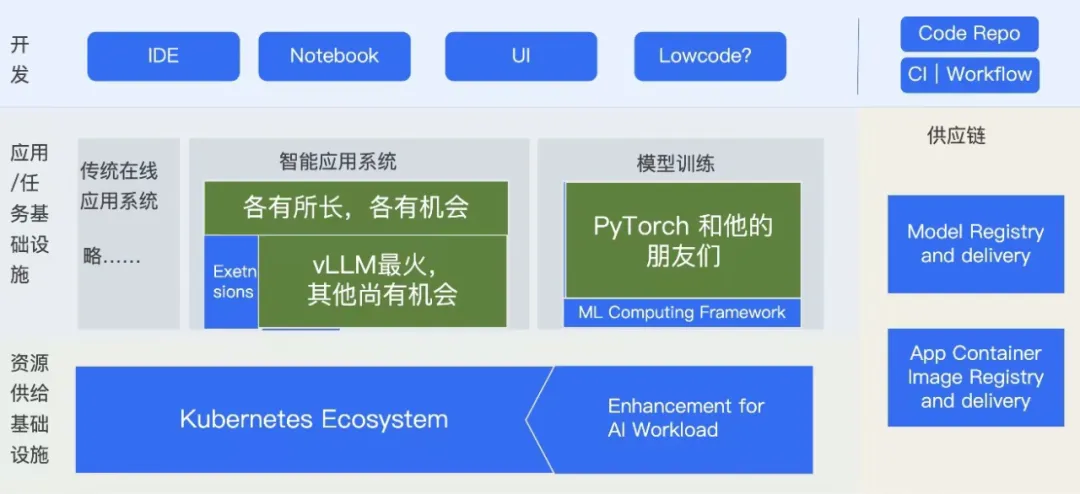 开
发
IDE
Notebook
UI
Lowcode?
Code Repo
CI | Workflow
应用
/任
务基
础设
施
传统在线
应用系统
略……
智能应用系统
各有所长，各有机会
Exetn
sions
vLLM最火，
其他尚有机会
模型训练
PyTorch 和他的
朋友们
ML Computing Framework
供应链
Model Registry
and delivery
App Container
Image Registry
and delivery
资源
供给
基础
设施
Kubernetes Ecosystem
Enhancement for
AI Workload